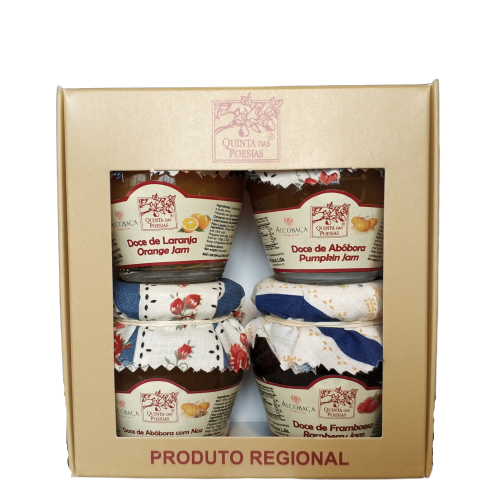 QUINTA DAS
POESIAS
ALCOBAÇA
QUINTA DAS
POESIAS
Doce de Laranja
Orange Jam
ALCOBAÇA
QUINTA DAS
POESIAS
Doce de Abóbora
Pumpkin Jam
ALCOBAÇA
QUINTA DAS
POESIAS
Doce de Abóbora com Noz
ALCOBAÇA
QUINTA DAS
POESIAS
Doce de Framboesa
Raspberry Jam
PRODUTO REGIONAL